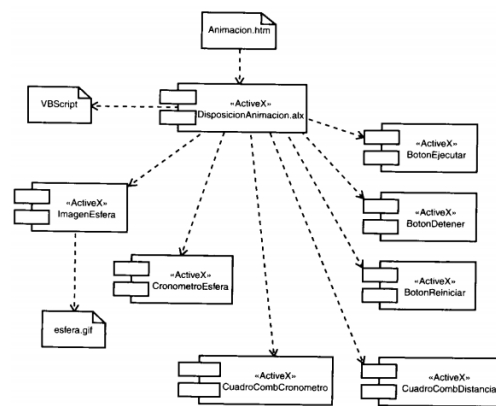 Animacion.htm
VBScript
«ActiveX»
DisposicionAnimacion.alx
«ActiveX»
BotonEjecutar
«ActiveX»
ImagenEsfera
«ActiveX»
BotonDetener
«ActiveX»
CronometroEsfera
«ActiveX»
BotonReiniciar
esfera.gif
«ActiveX»
CuadroCombCronometro
«ActiveX»
CuadroCombDistancia